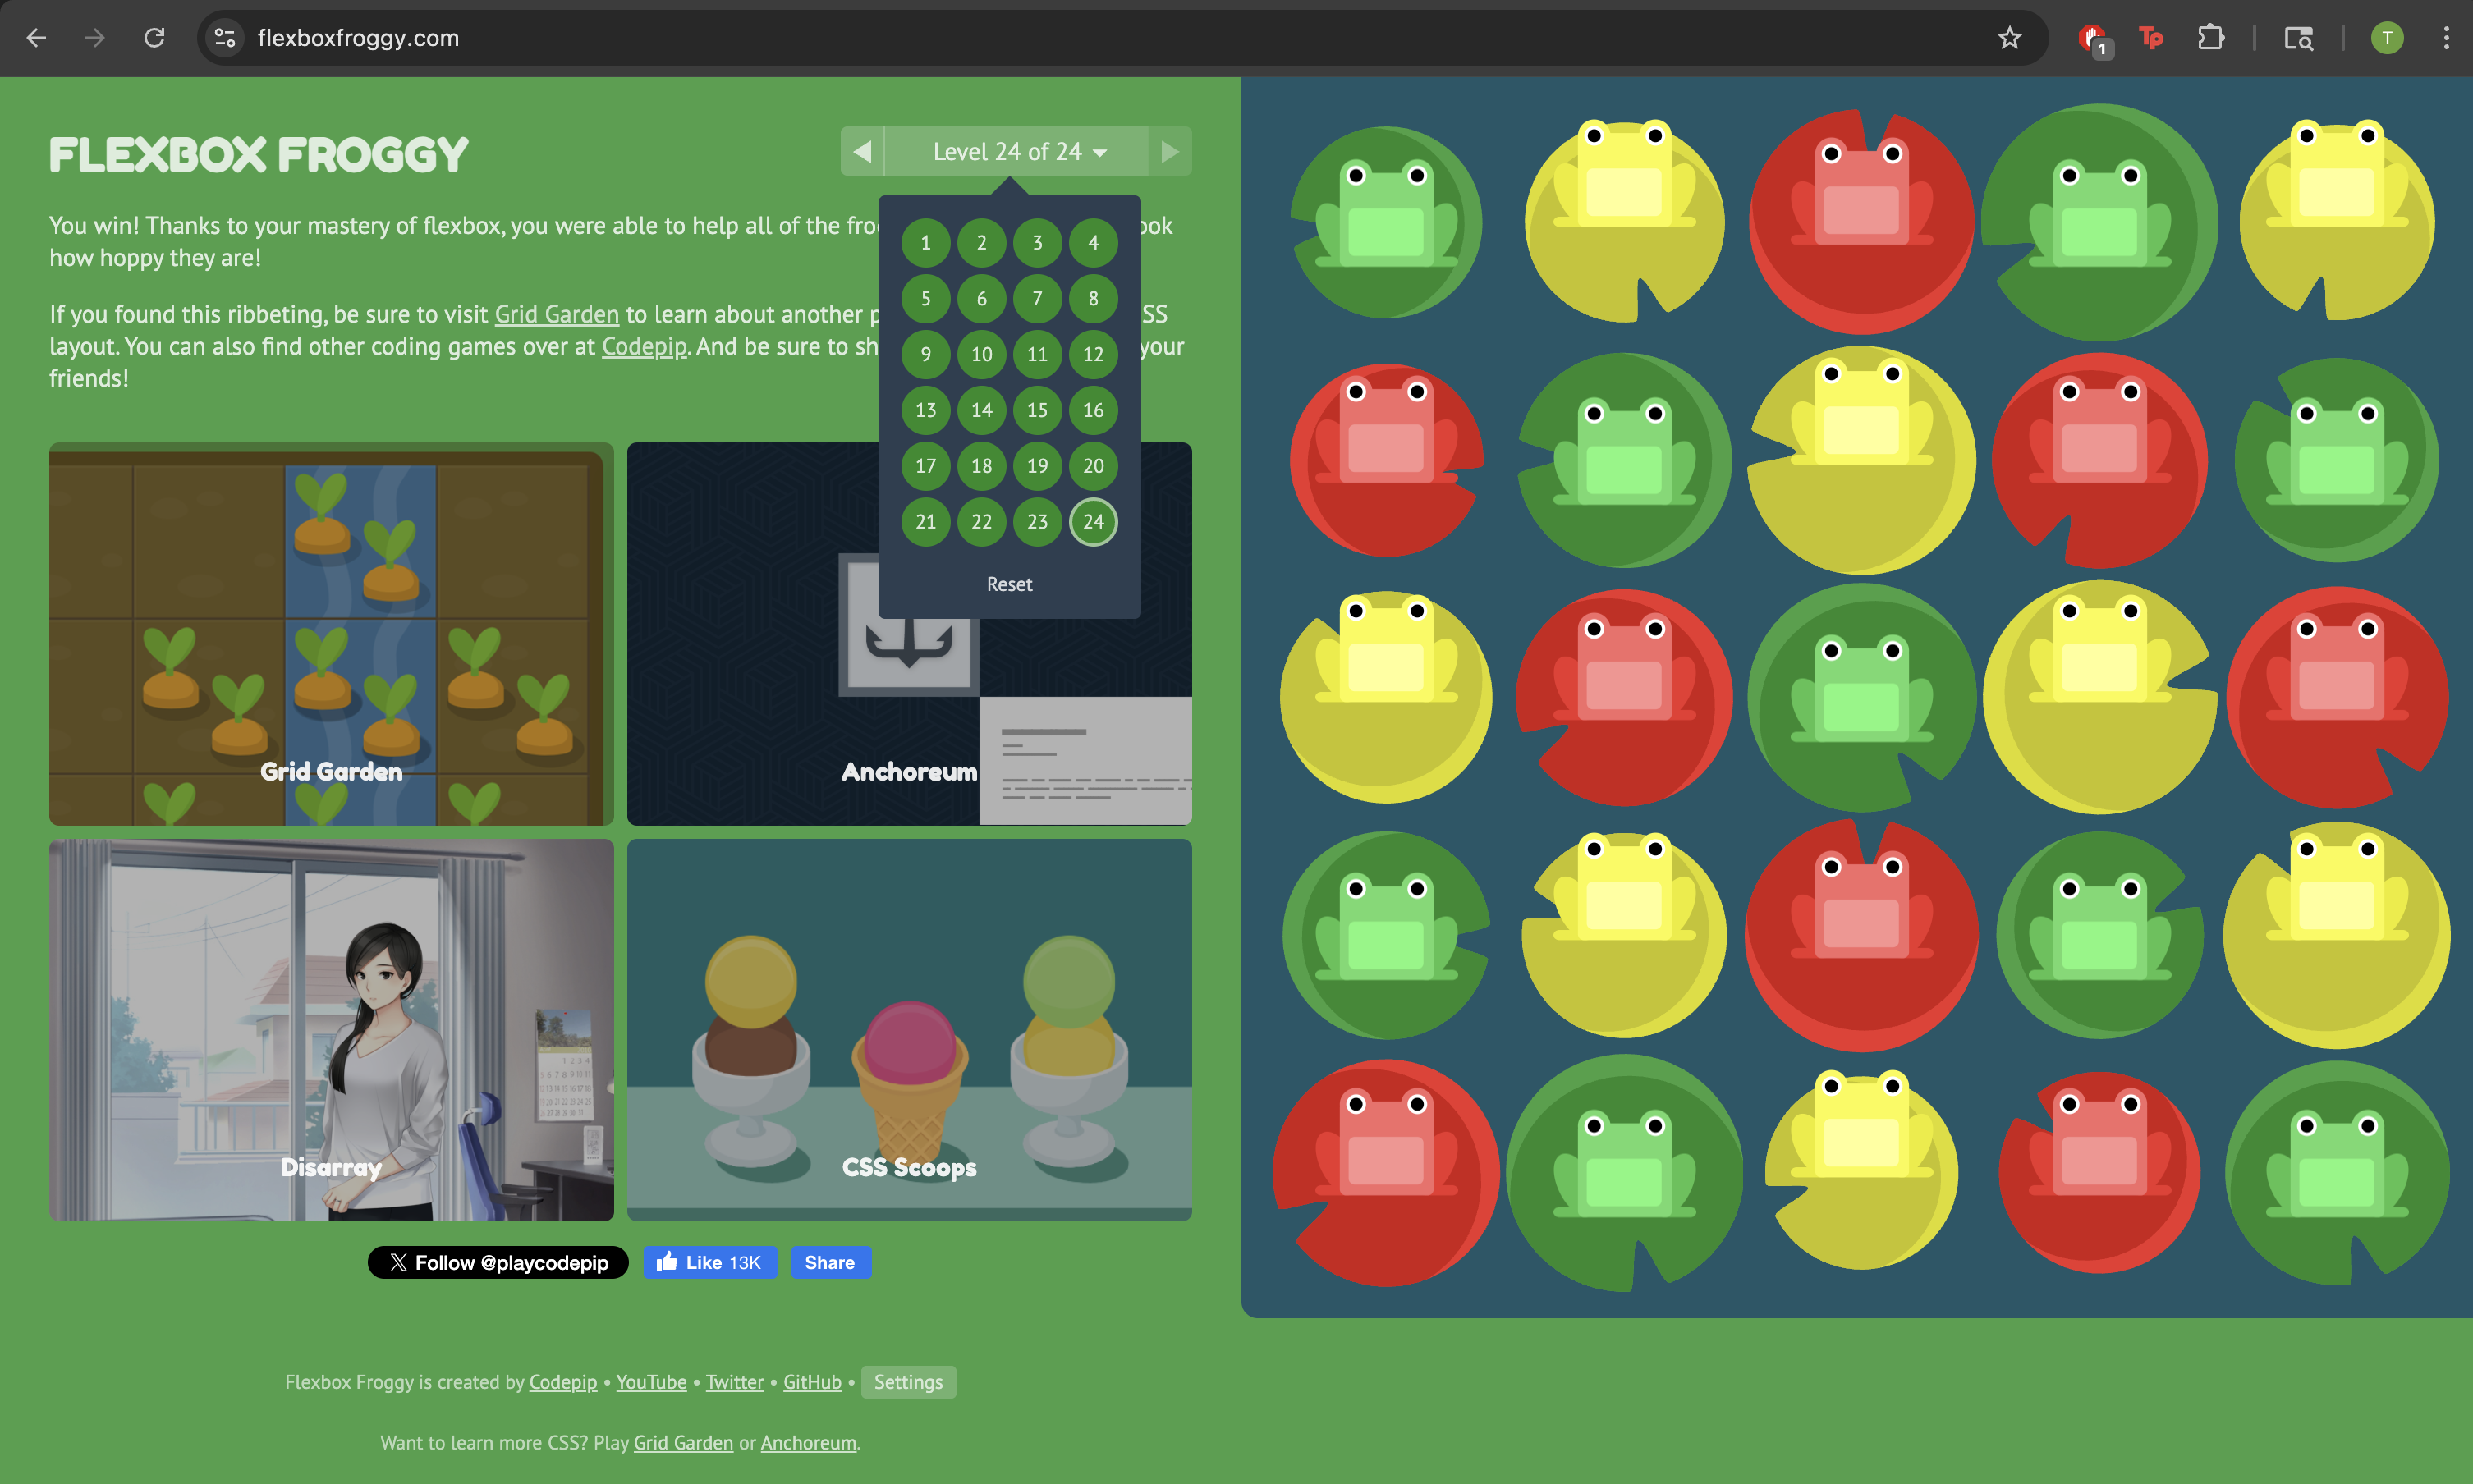 flexboxfroggy.com
1
Tp
T
FLEXBOX FROGGY
Level 24 of 24
You win! Thanks to your mastery of flexbox, you were able to help all of the ook
how hoppy they are!
If you found this ribbeting, be sure to visit Grid Garden to learn about another SS
layout. You can also find other coding games over at Codepip. And be sure to your
friends!
1 2 3 4
5 6 7 8
9 10 11 12
13 14 15 16
17 18 19 20
21 22 23 24
Reset
Grid Garden
Anchoreum
Disarray
CSS Scoops
X Follow @playcodepip
Like 13K
Share
Flexbox Froggy is created by Codepip • YouTube • Twitter • GitHub • Settings
Want to learn more CSS? Play Grid Garden or Anchoreum.